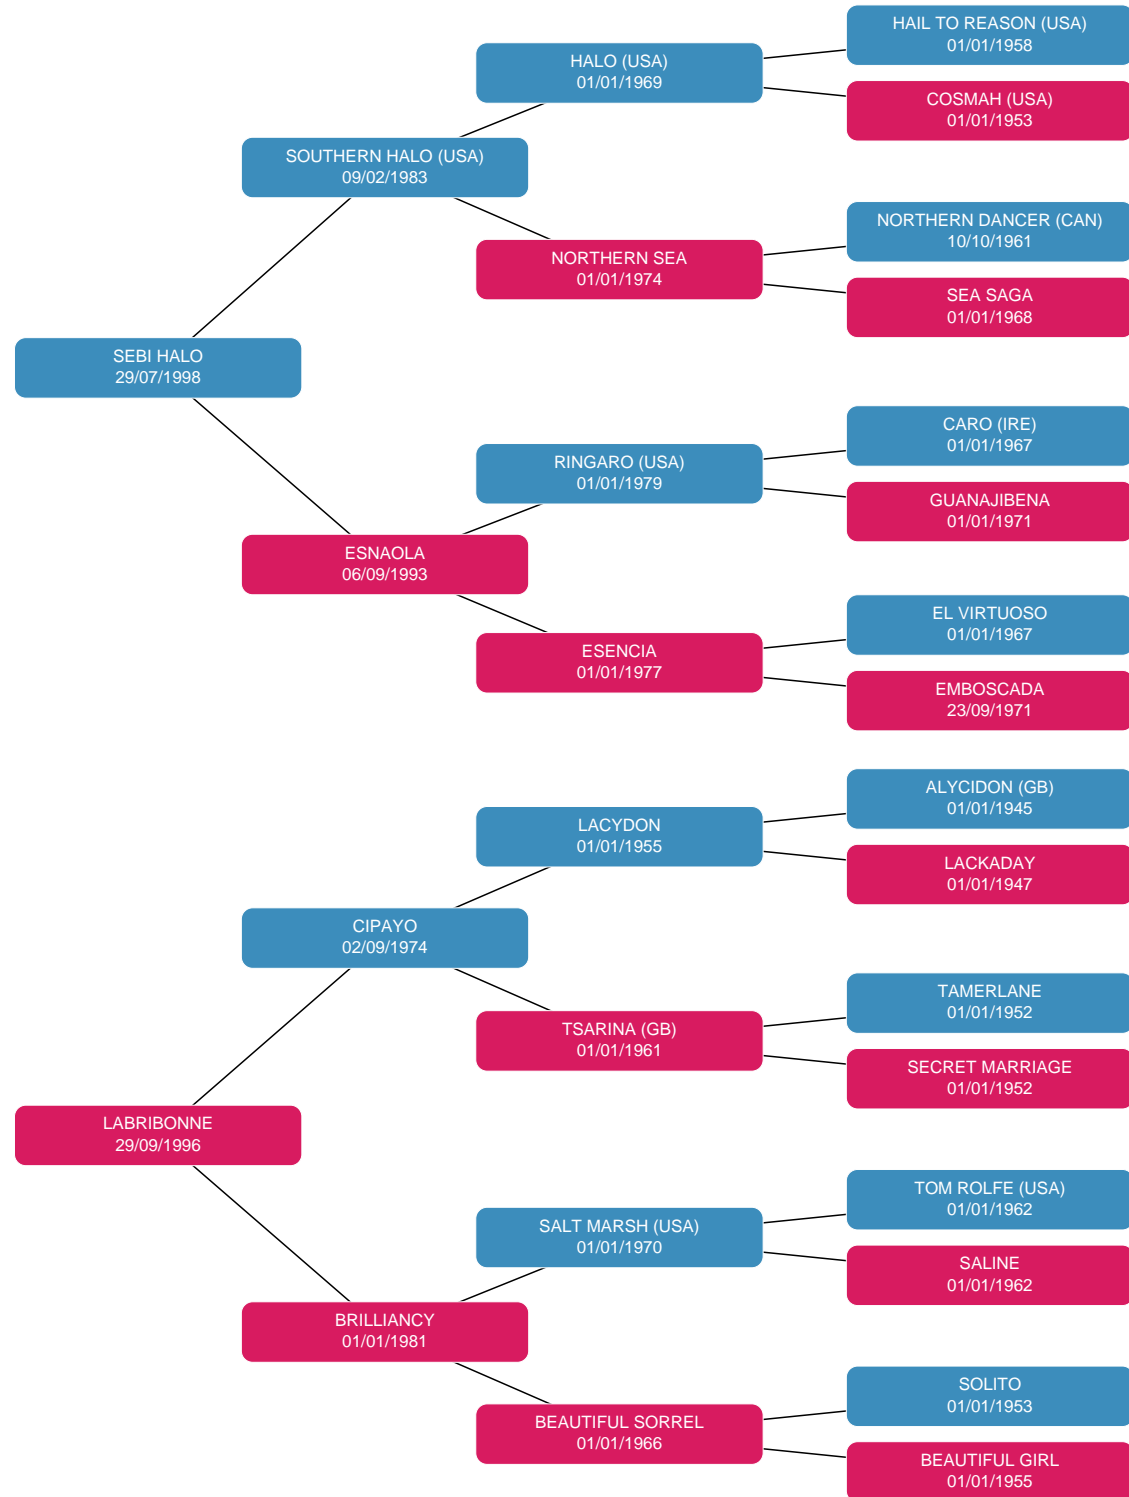 HAIL TO REASON (USA)
01/01/1958
HALO (USA)
01/01/1969
COSMAH (USA)
01/01/1953
SOUTHERN HALO (USA)
09/02/1983
NORTHERN DANCER (CAN)
10/10/1961
NORTHERN SEA
01/01/1974
SEA SAGA
01/01/1968
SEBI HALO
29/07/1998
CARO (IRE)
01/01/1967
RINGARO (USA)
01/01/1979
GUANAJIBENA
01/01/1971
ESNAOLA
06/09/1993
EL VIRTUOSO
01/01/1967
ESENCIA
01/01/1977
EMBOSCADA
23/09/1971
ALYCIDON (GB)
01/01/1945
LACYDON
01/01/1955
LACKADAY
01/01/1947
CIPAYO
02/09/1974
TAMERLANE
01/01/1952
TSARINA (GB)
01/01/1961
SECRET MARRIAGE
01/01/1952
LABRIBONNE
29/09/1996
TOM ROLFE (USA)
01/01/1962
SALT MARSH (USA)
01/01/1970
SALINE
01/01/1962
BRILLIANCY
01/01/1981
SOLITO
01/01/1953
BEAUTIFUL SORREL
01/01/1966
BEAUTIFUL GIRL
01/01/1955